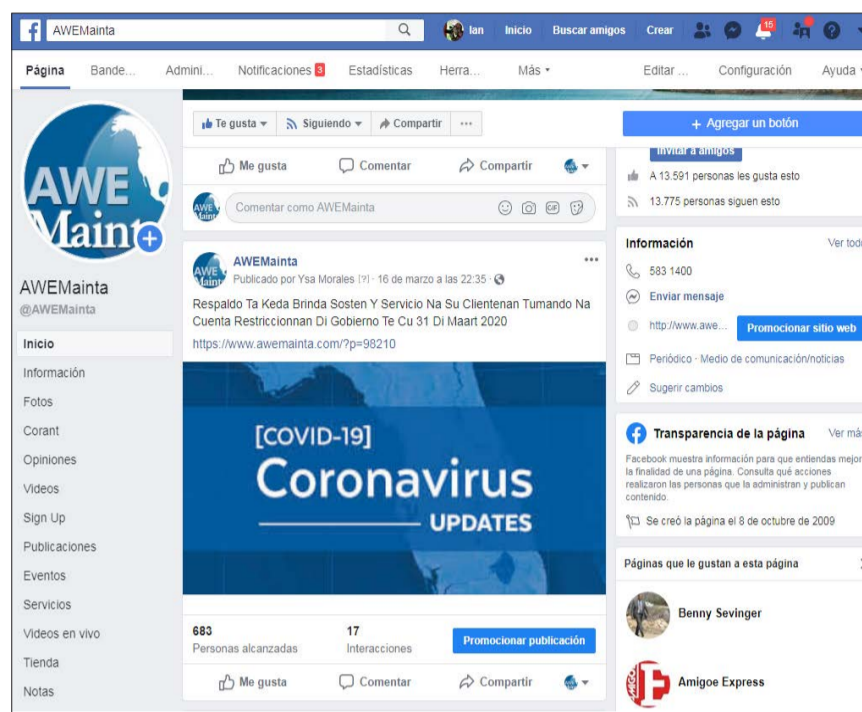 AWEMainta
Ian
Inicio
Buscar amigos
Crear
15
Página
Bande...
Admini...
Notificaciones 3
Estadísticas
Herra...
Más
Editar ...
Configuración
Ayuda
AWE
Mainta
AWEMainta
@AWEMainta
Inicio
Información
Fotos
Corant
Opiniones
Videos
Sign Up
Publicaciones
Eventos
Servicios
Videos en vivo
Tienda
Notas
Te gusta
Siguiendo
Compartir
Me gusta
Comentar
Compartir
Comentar como AWEMainta
GIF
AWEMainta
Publicado por Ysa Morales [?] · 16 de marzo a las 22:35 ·
Respaldo Ta Keda Brinda Sosten Y Servicio Na Su Clientenan Tumando Na
Cuenta Restriccionnan Di Gobierno Te Cu 31 Di Maart 2020
https://www.awemainta.com/?p=98210
[COVID-19]
Coronavirus
UPDATES
683
Personas alcanzadas
17
Interacciones
Promocionar publicación
Me gusta
Comentar
Compartir
+ Agregar un botón
Invitar a amigos
A 13.591 personas les gusta esto
13.775 personas siguen esto
Información
Ver todo
583 1400
Enviar mensaje
http://www.awe...
Promocionar sitio web
Periódico · Medio de comunicación/noticias
Sugerir cambios
Transparencia de la página
Ver más
Facebook muestra información para que entiendas mejor
la finalidad de una página. Consulta qué acciones
realizaron las personas que la administran y publican
contenido.
Se creó la página el 8 de octubre de 2009
Páginas que le gustan a esta página
Benny Sevinger
Amigoe Express